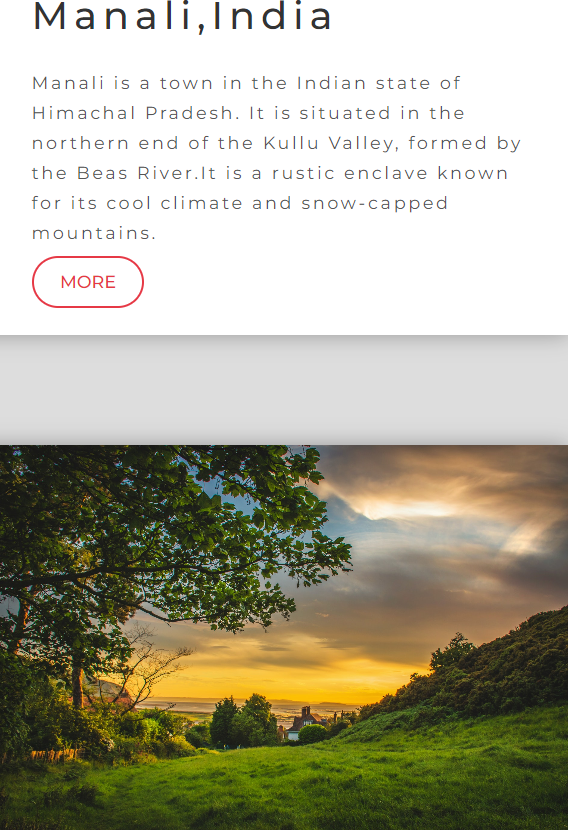 Manali,India
Manali is a town in the Indian state of
Himachal Pradesh. It is situated in the
northern end of the Kullu Valley, formed by
the Beas River.It is a rustic enclave known
for its cool climate and snow-capped
mountains.
MORE